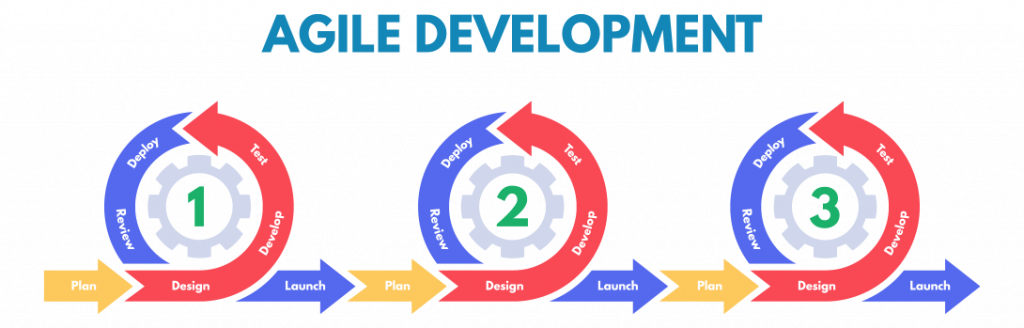 AGILE DEVELOPMENT
Plan
Design
Develop
Test
Deploy
Review
Launch
1
Plan
Design
Develop
Test
Deploy
Review
Launch
2
Plan
Design
Develop
Test
Deploy
Review
Launch
3